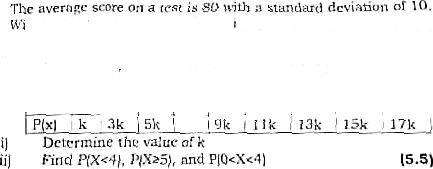 The average score on a test is 80 with a standard deviation of 10.
Wi
P(x) k 3k 5k 9k 11k 13k 15k 17k
i) Determine the value of k
ii) Find P(X<4), P(X≥5), and P(0<X<4) (5.5)